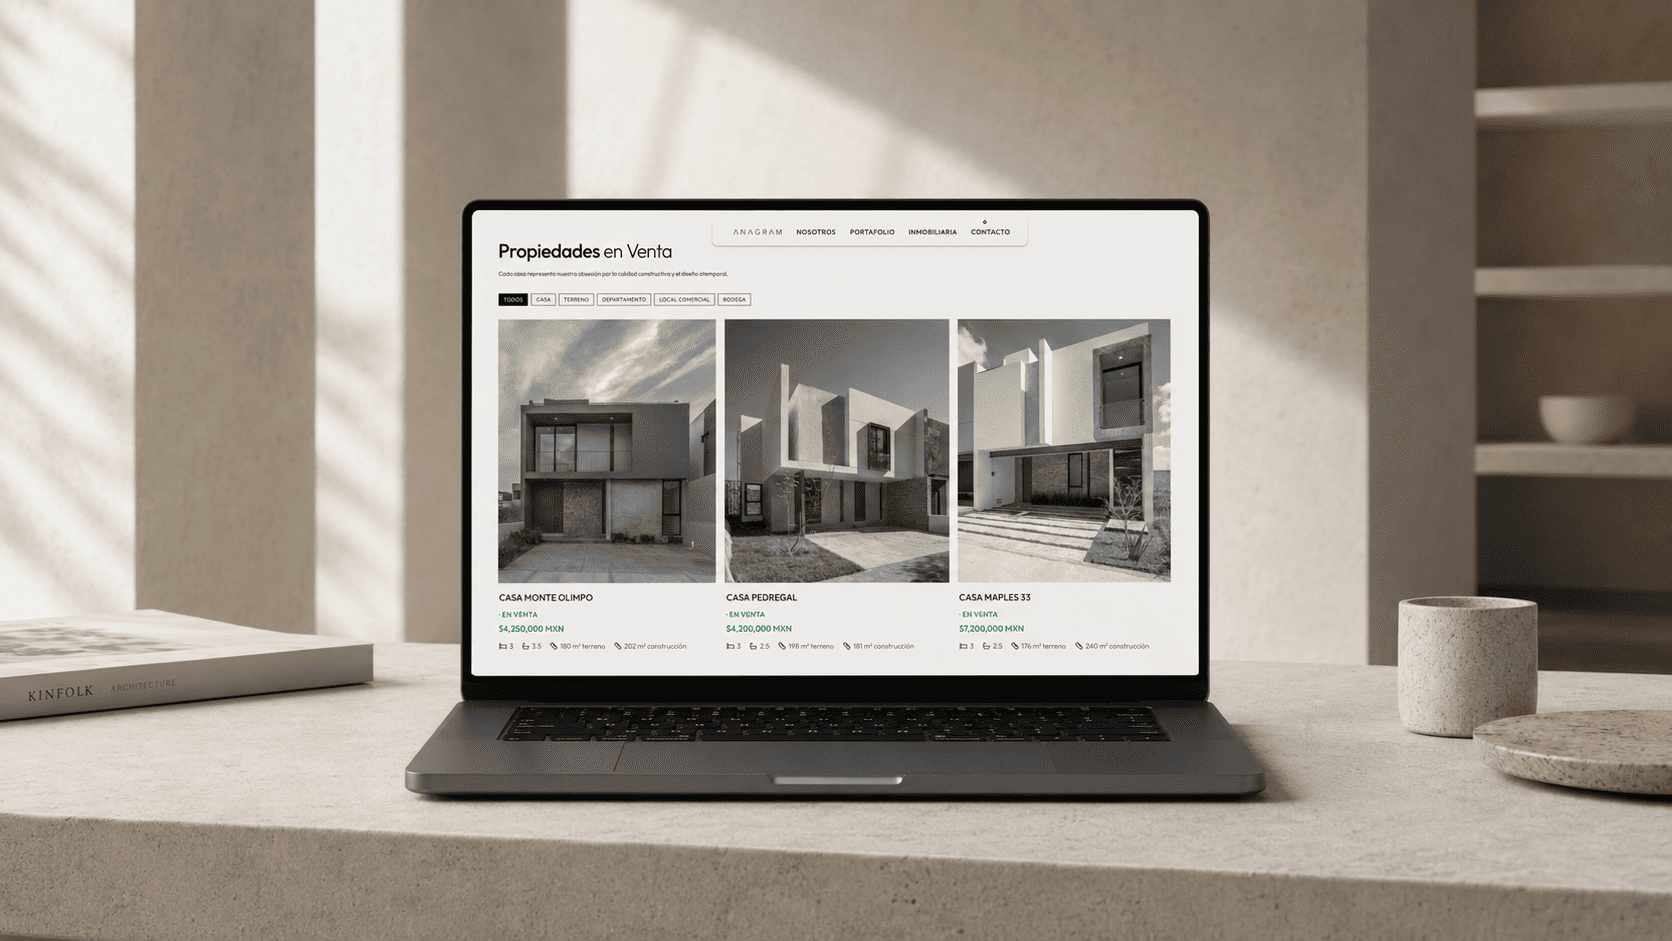 ANAGRAM NOSOTROS PORTAFOLIO INMOBILIARIA CONTACTO
Propiedades en Venta
Cada casa representa nuestra obsesión por la calidad constructiva y el diseño atemporal.
TODOS CASA TERRENO DEPARTAMENTO LOCAL COMERCIAL BODEGA
CASA MONTE OLIMPO
• EN VENTA
$4,250,000 MXN
3 3.5 180 m² terreno 202 m² construcción
CASA PEDREGAL
• EN VENTA
$4,200,000 MXN
3 2.5 198 m² terreno 181 m² construcción
CASA MAPLES 33
• EN VENTA
$7,200,000 MXN
3 2.5 176 m² terreno 240 m² construcción
KINFOLK ARCHITECTURE